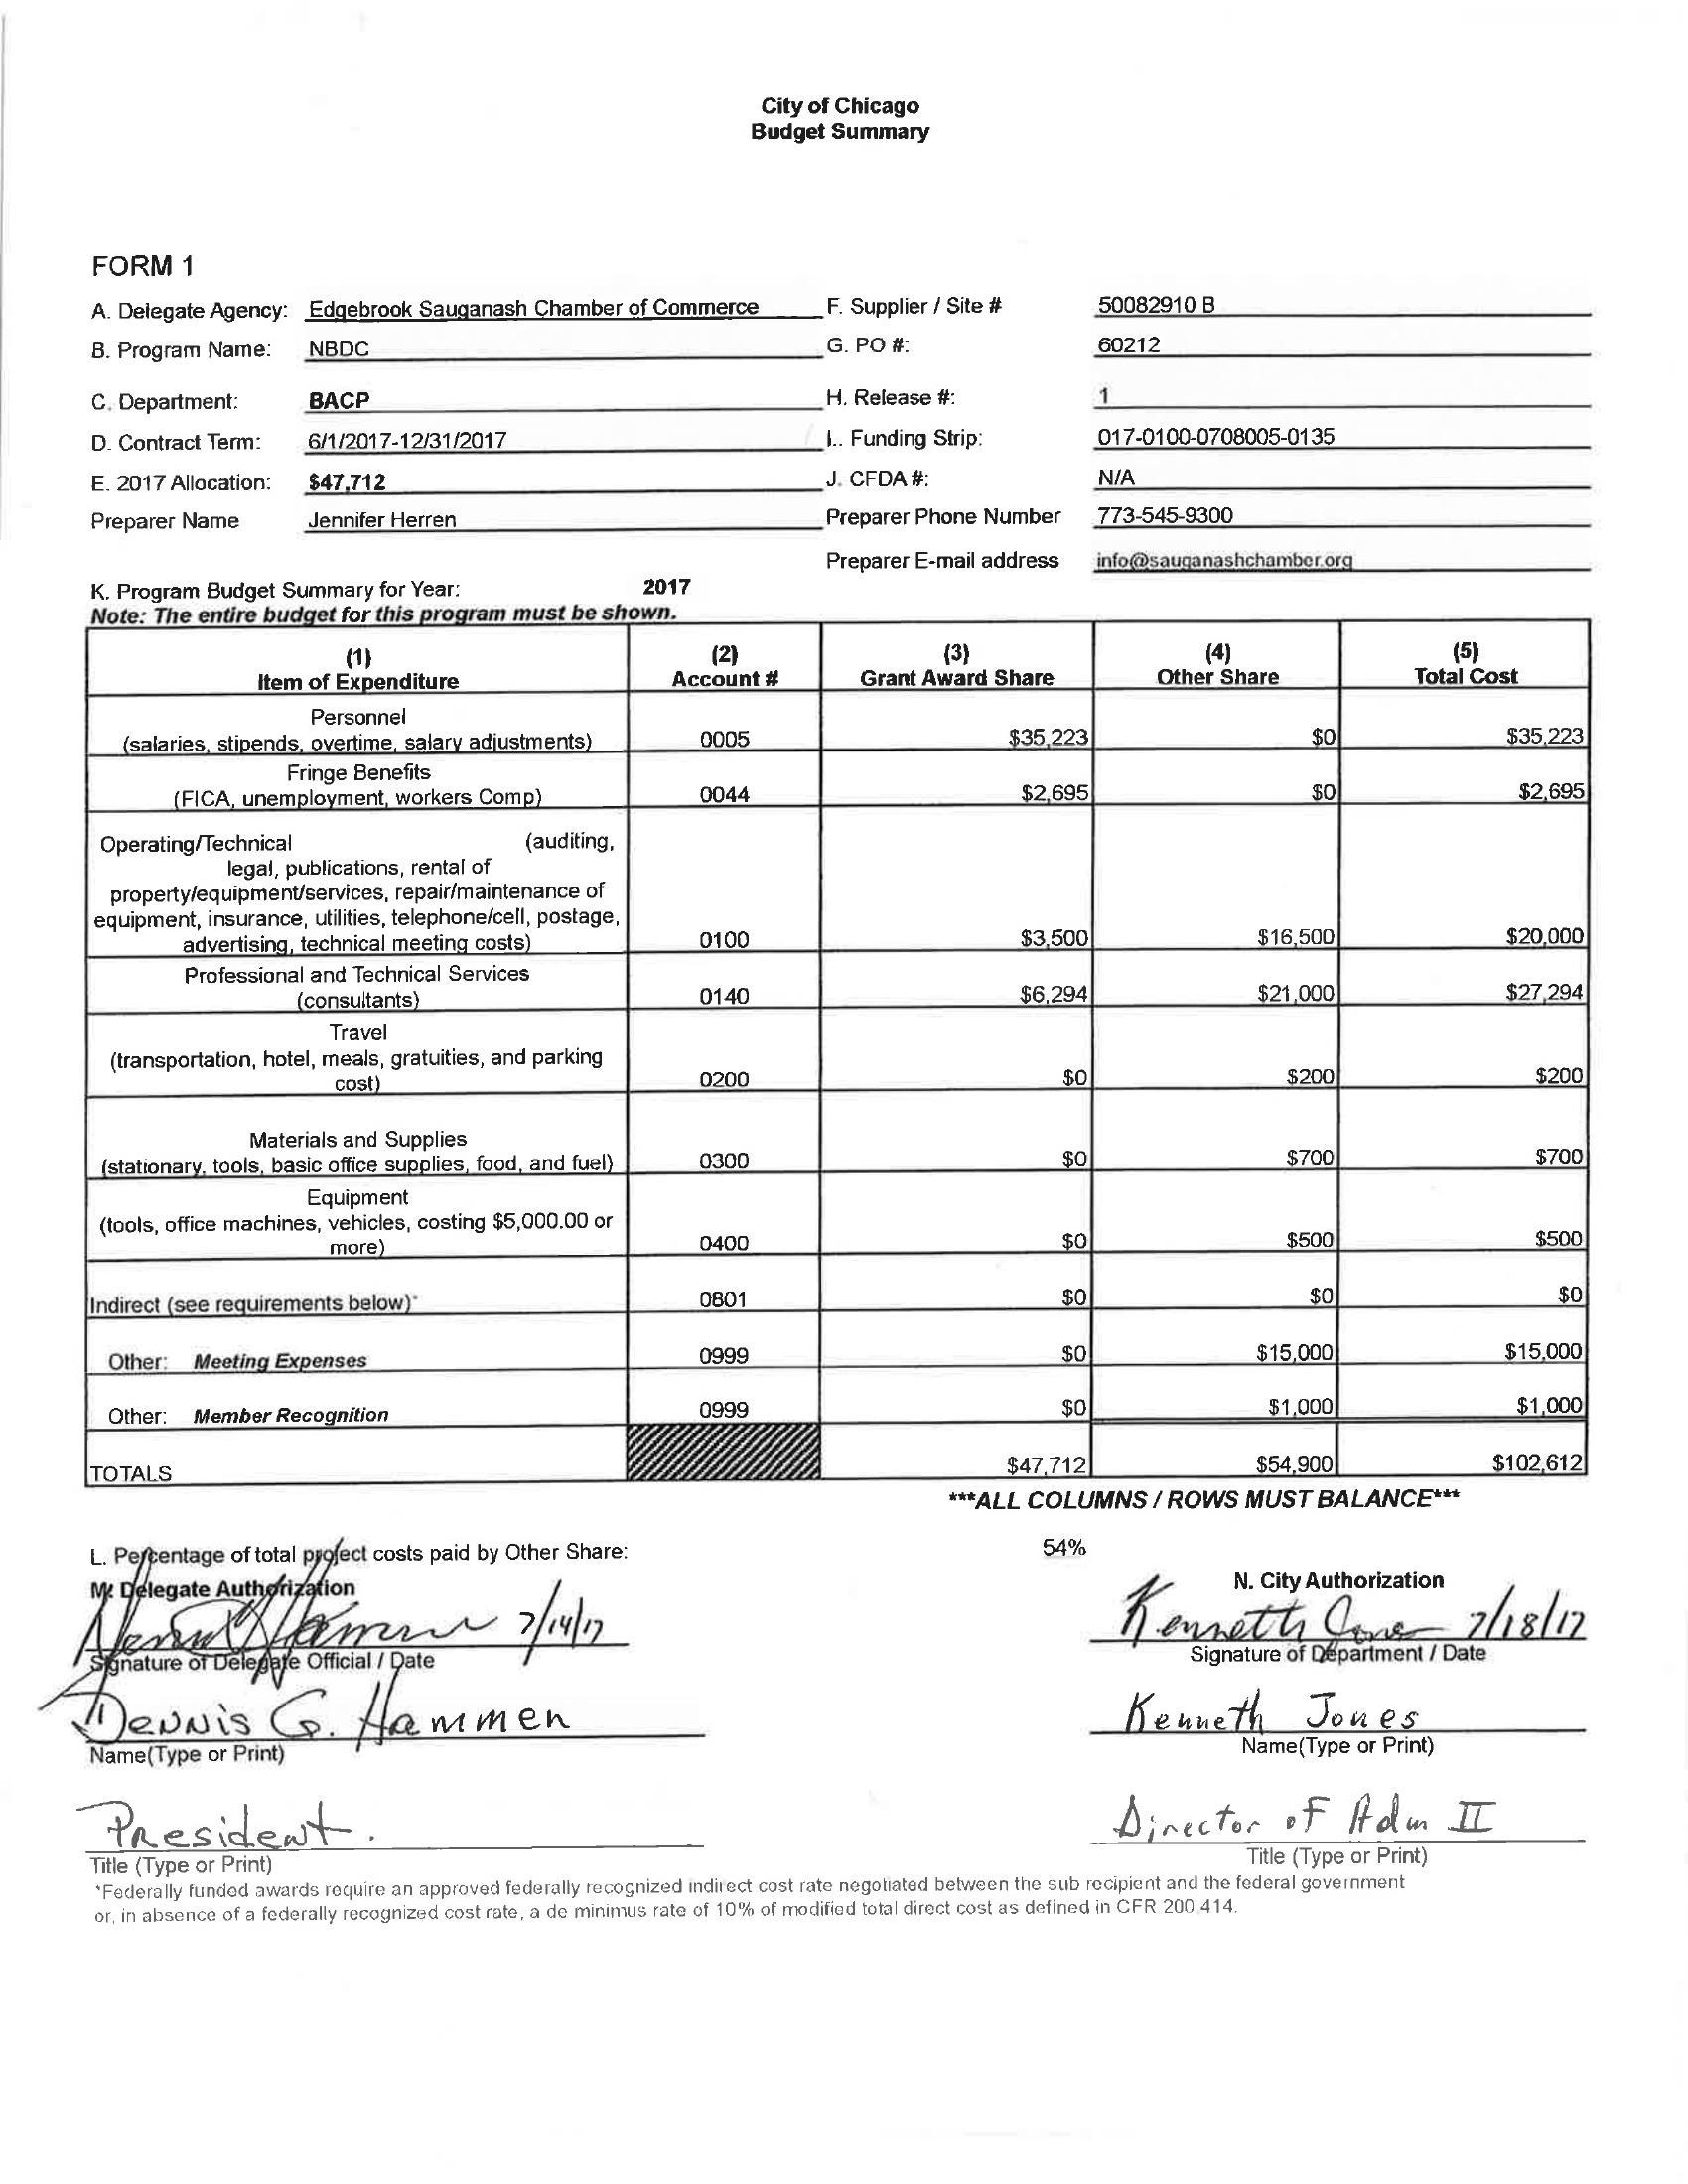 City of Chicago
Budget Summary
FORM 1
A. Delegate Agency: Edgebrook Sauganash Chamber of Commerce F. Supplier / Site # 50082910 B
B. Program Name: NBDC G. PO #: 60212
C. Department: BACP H. Release #: 1
D. Contract Term: 6/1/2017-12/31/2017 I.. Funding Strip: 017-0100-0708005-0135
E. 2017 Allocation: $47,712 J. CFDA #: N/A
Preparer Name Jennifer Herren Preparer Phone Number 773-545-9300
Preparer E-mail address info@sauganashchamber.org
K. Program Budget Summary for Year: 2017
Note: The entire budget for this program must be shown.
(1) (2) (3) (4) (5)
Item of Expenditure Account # Grant Award Share Other Share Total Cost
Personnel
(salaries, stipends, overtime, salary adjustments) 0005 $35,223 $0 $35,223
Fringe Benefits
(FICA, unemployment, workers Comp) 0044 $2,695 $0 $2,695
Operating/Technical (auditing,
legal, publications, rental of
property/equipment/services, repair/maintenance of
equipment, insurance, utilities, telephone/cell, postage,
advertising, technical meeting costs) 0100 $3,500 $16,500 $20,000
Professional and Technical Services
(consultants) 0140 $6,294 $21,000 $27,294
Travel
(transportation, hotel, meals, gratuities, and parking
cost) 0200 $0 $200 $200
Materials and Supplies
(stationary, tools, basic office supplies, food, and fuel) 0300 $0 $700 $700
Equipment
(tools, office machines, vehicles, costing $5,000.00 or
more) 0400 $0 $500 $500
Indirect (see requirements below)* 0801 $0 $0 $0
Other: Meeting Expenses 0999 $0 $15,000 $15,000
Other: Member Recognition 0999 $0 $1,000 $1,000
TOTALS $47,712 $54,900 $102,612
***ALL COLUMNS / ROWS MUST BALANCE***
L. Percentage of total project costs paid by Other Share: 54%
M. Delegate Authorization N. City Authorization
7/14/17 Kenneth Jones 7/18/17
Signature of Delegate Official / Date Signature of Department / Date
Dennis G. Hammen Kenneth Jones
Name(Type or Print) Name(Type or Print)
President. Director of Adm II
Title (Type or Print) Title (Type or Print)
*Federally funded awards require an approved federally recognized indirect cost rate negotiated between the sub recipient and the federal government
or, in absence of a federally recognized cost rate, a de minimus rate of 10% of modified total direct cost as defined in CFR 200.414.